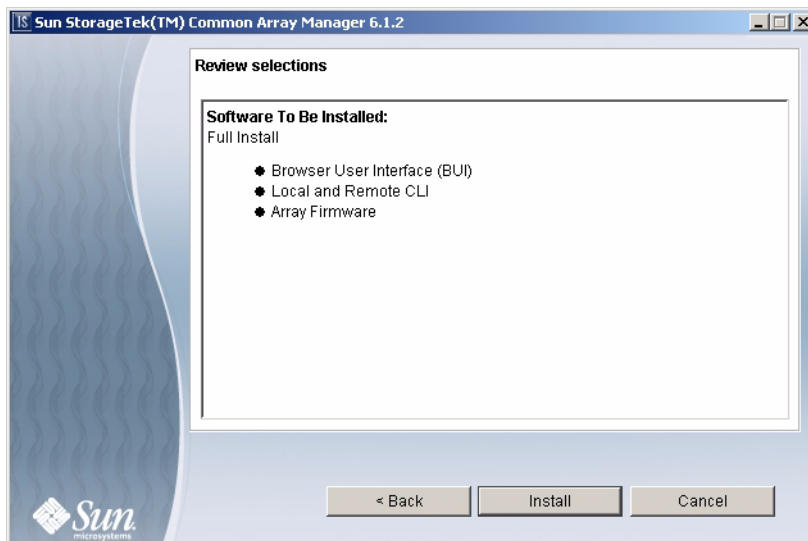 Sun StorageTek(TM) Common Array Manager 6.1.2
Review selections
Software To Be Installed:
Full Install
● Browser User Interface (BUI)
● Local and Remote CLI
● Array Firmware
< Back
Install
Cancel
Sun
microsystems